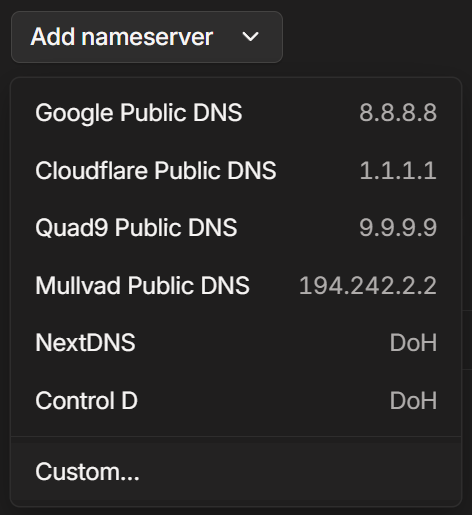 Add nameserver
Google Public DNS 8.8.8.8
Cloudflare Public DNS 1.1.1.1
Quad9 Public DNS 9.9.9.9
Mullvad Public DNS 194.242.2.2
NextDNS DoH
Control D DoH
Custom...